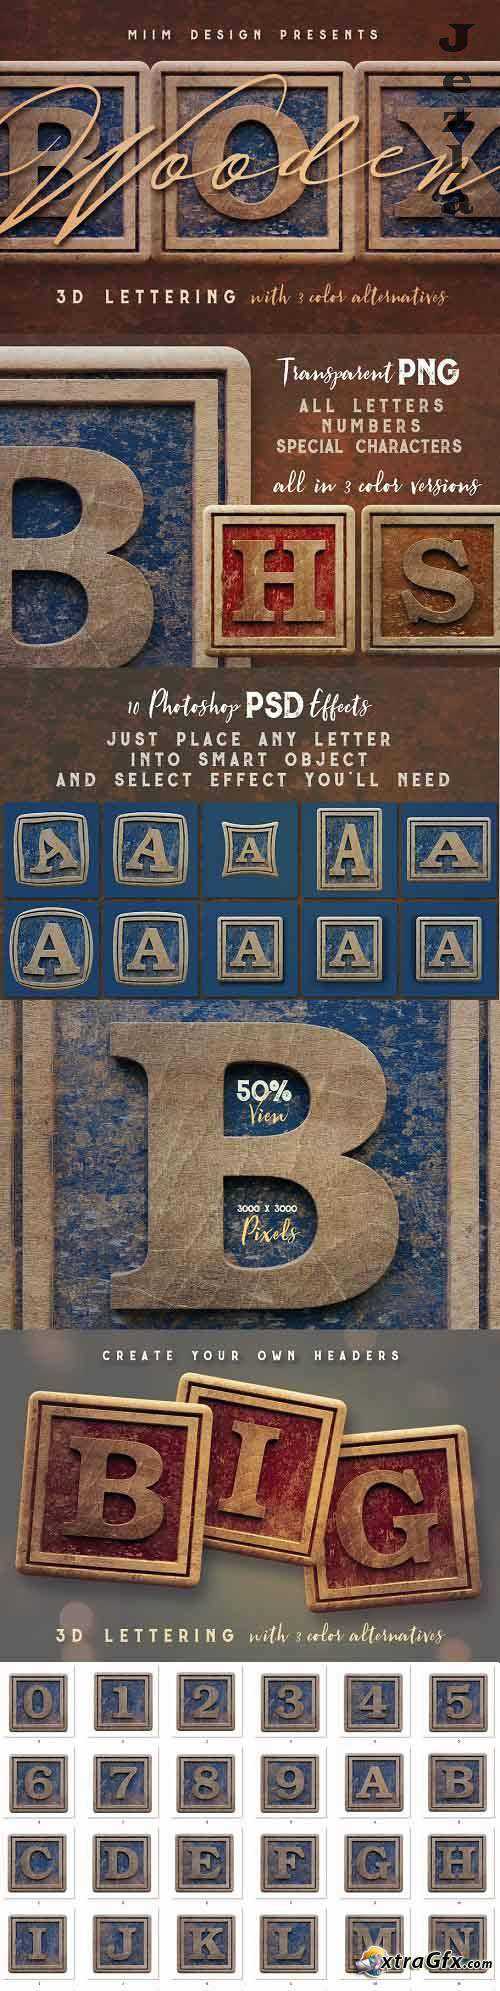 MIIM DESIGN PRESENTS
Jezla
BOX
Wooden
3D LETTERING with 3 color alternatives
Transparent PNG
ALL LETTERS
NUMBERS
SPECIAL CHARACTERS
all in 3 color versions
B
H S
10 Photoshop PSD Effects
JUST PLACE ANY LETTER
INTO SMART OBJECT
AND SELECT EFFECT YOU'LL NEED
A A A A A
A A A A A
B
50%
View
3000 X 3000
Pixels
CREATE YOUR OWN HEADERS
BIG
3D LETTERING with 3 color alternatives
0 1 2 3 4 5
6 7 8 9 A B
C D E F G H
I J K L M N
xtraGfx.com